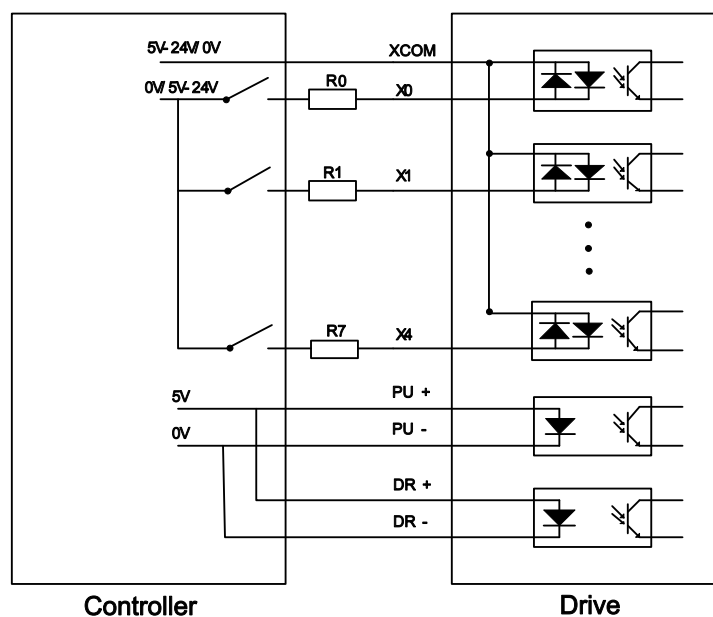 5V-24V/0V
XCOM
0V/5V-24V
R0
X0
R1
X1
R7
X4
5V
PU +
0V
PU -
DR +
DR -
Controller
Drive